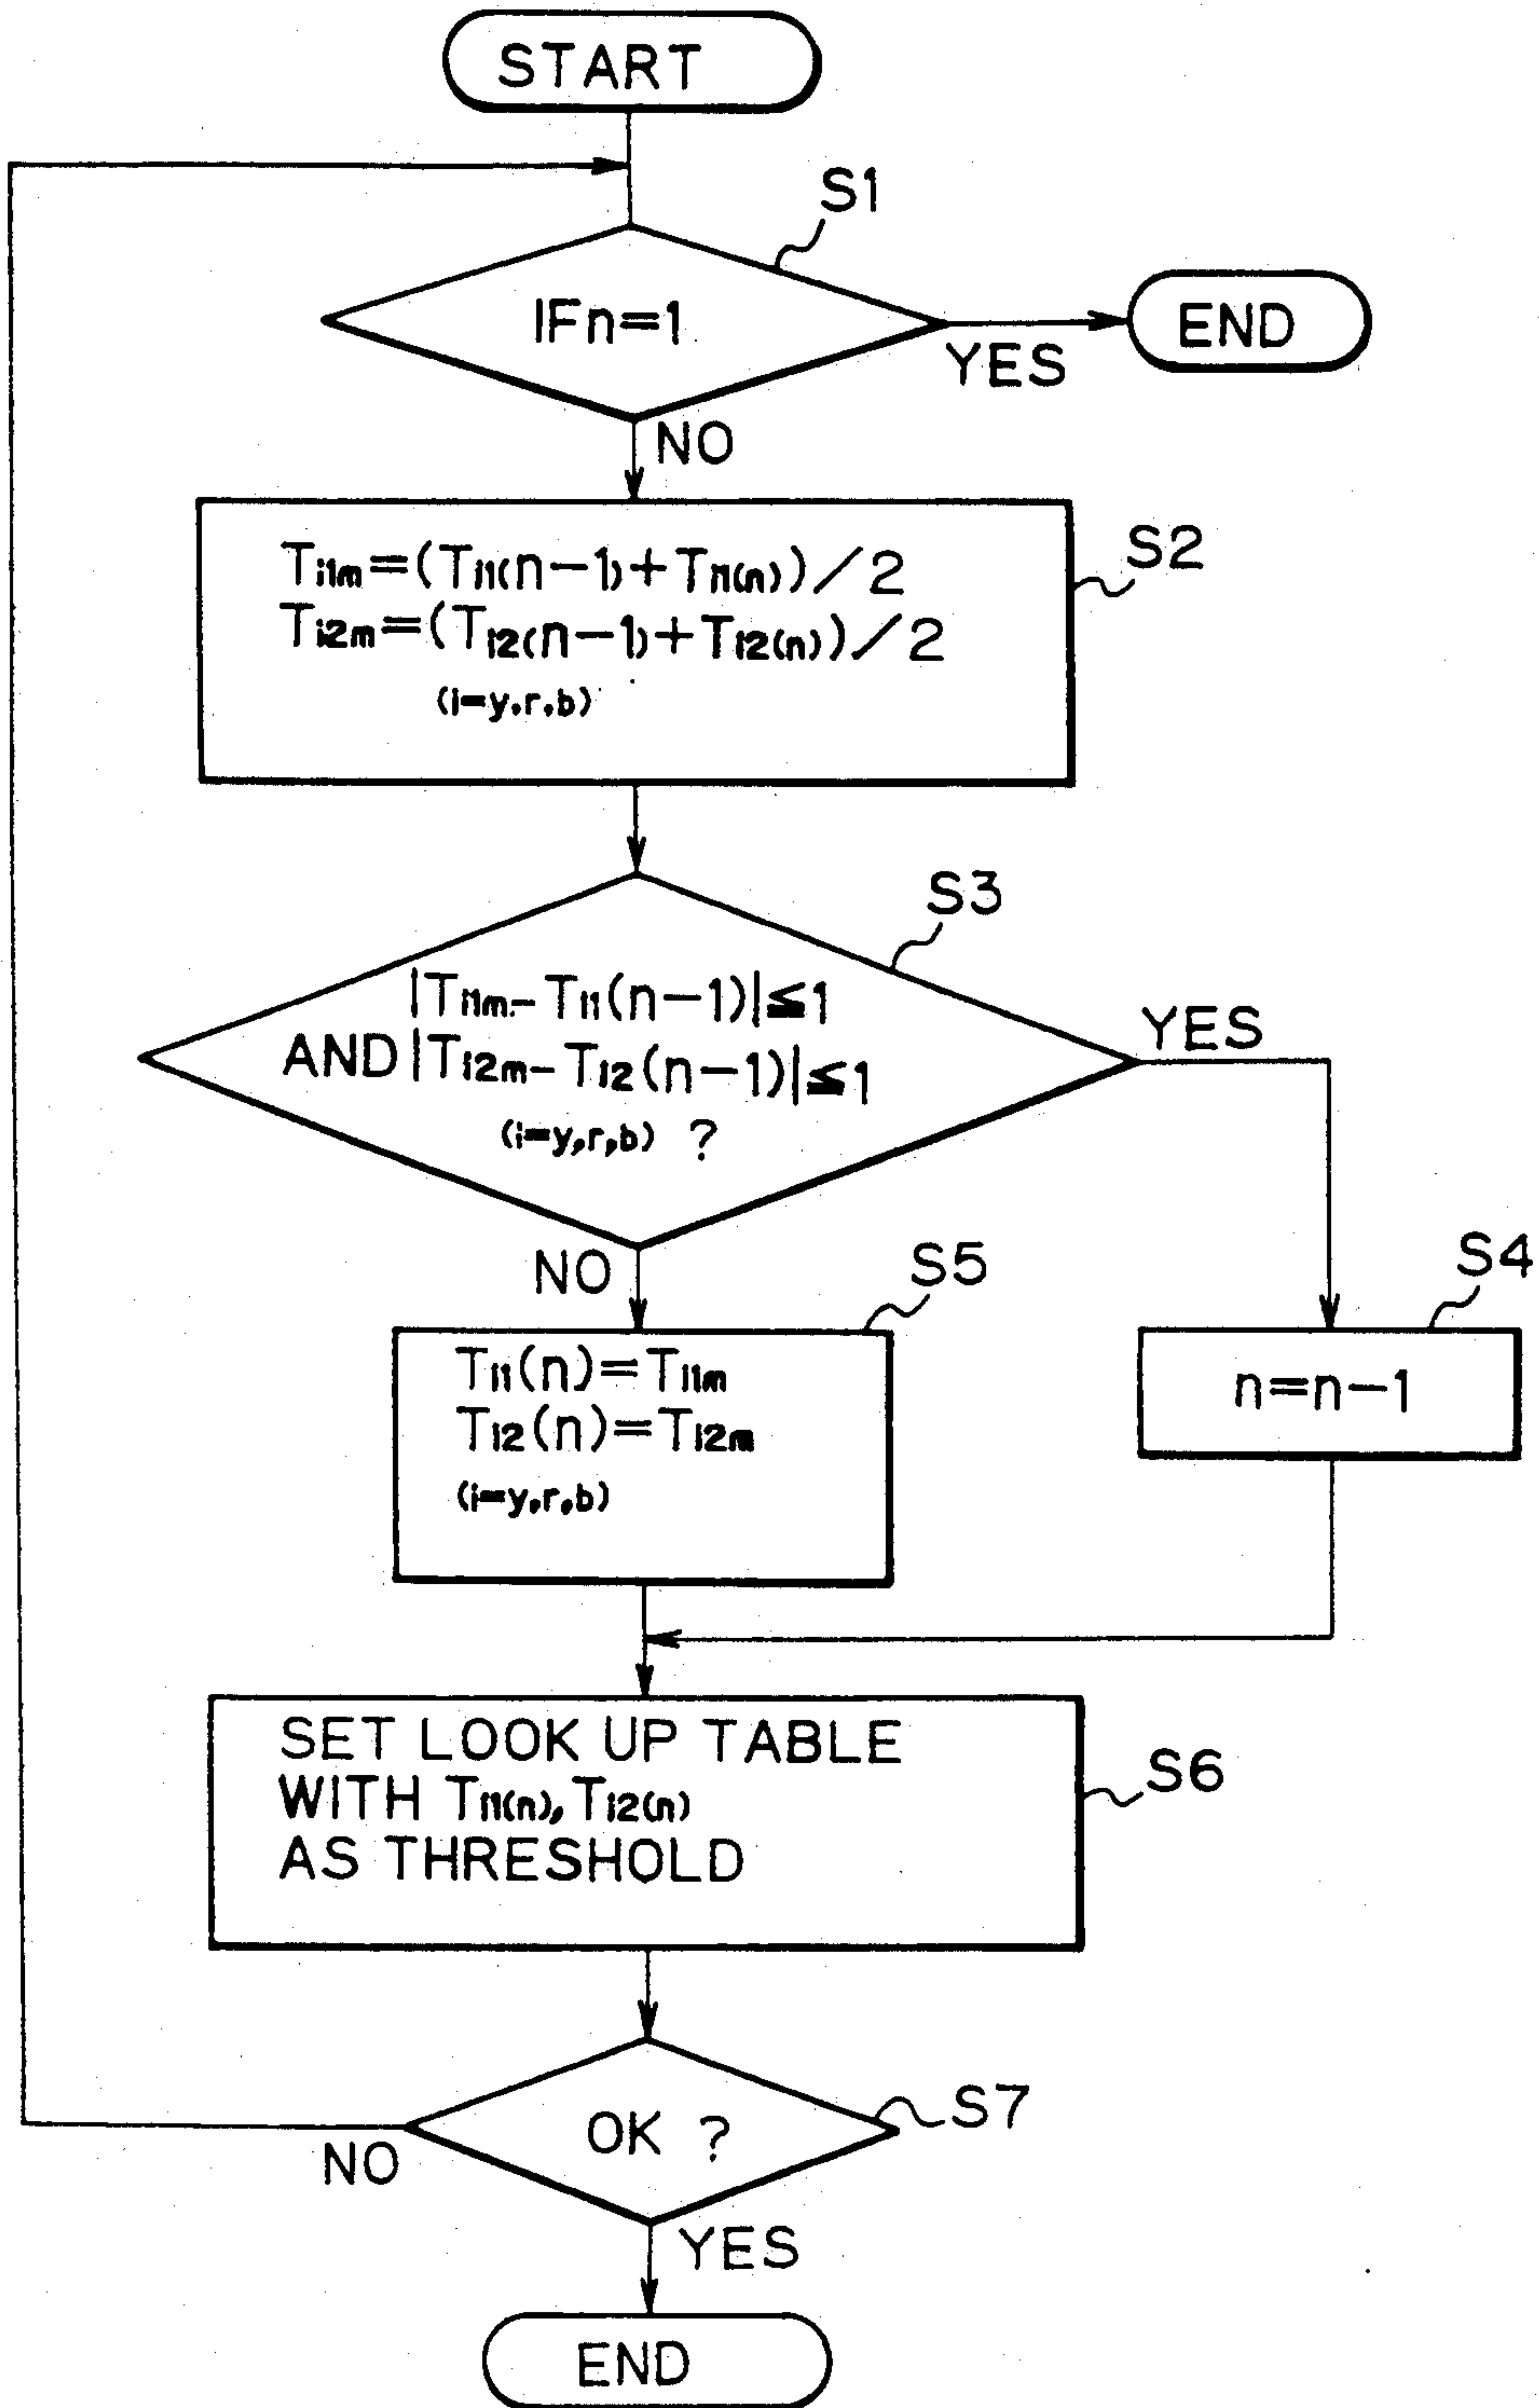 START
S1
IFn=1
YES
END
NO
S2
Ti1m=(Ti1(n-1)+Ti1(n))/2
Ti2m=(Ti2(n-1)+Ti2(n))/2
(i=y,r,b)
S3
|Ti1m-Ti1(n-1)|≦1
AND|Ti2m-Ti2(n-1)|≦1
(i=y,r,b) ?
YES
NO
S5
S4
Ti1(n)=Ti1m
Ti2(n)=Ti2m
(i=y,r,b)
n=n-1
SET LOOK UP TABLE
WITH Ti1(n),Ti2(n)
AS THRESHOLD
S6
S7
OK ?
NO
YES
END